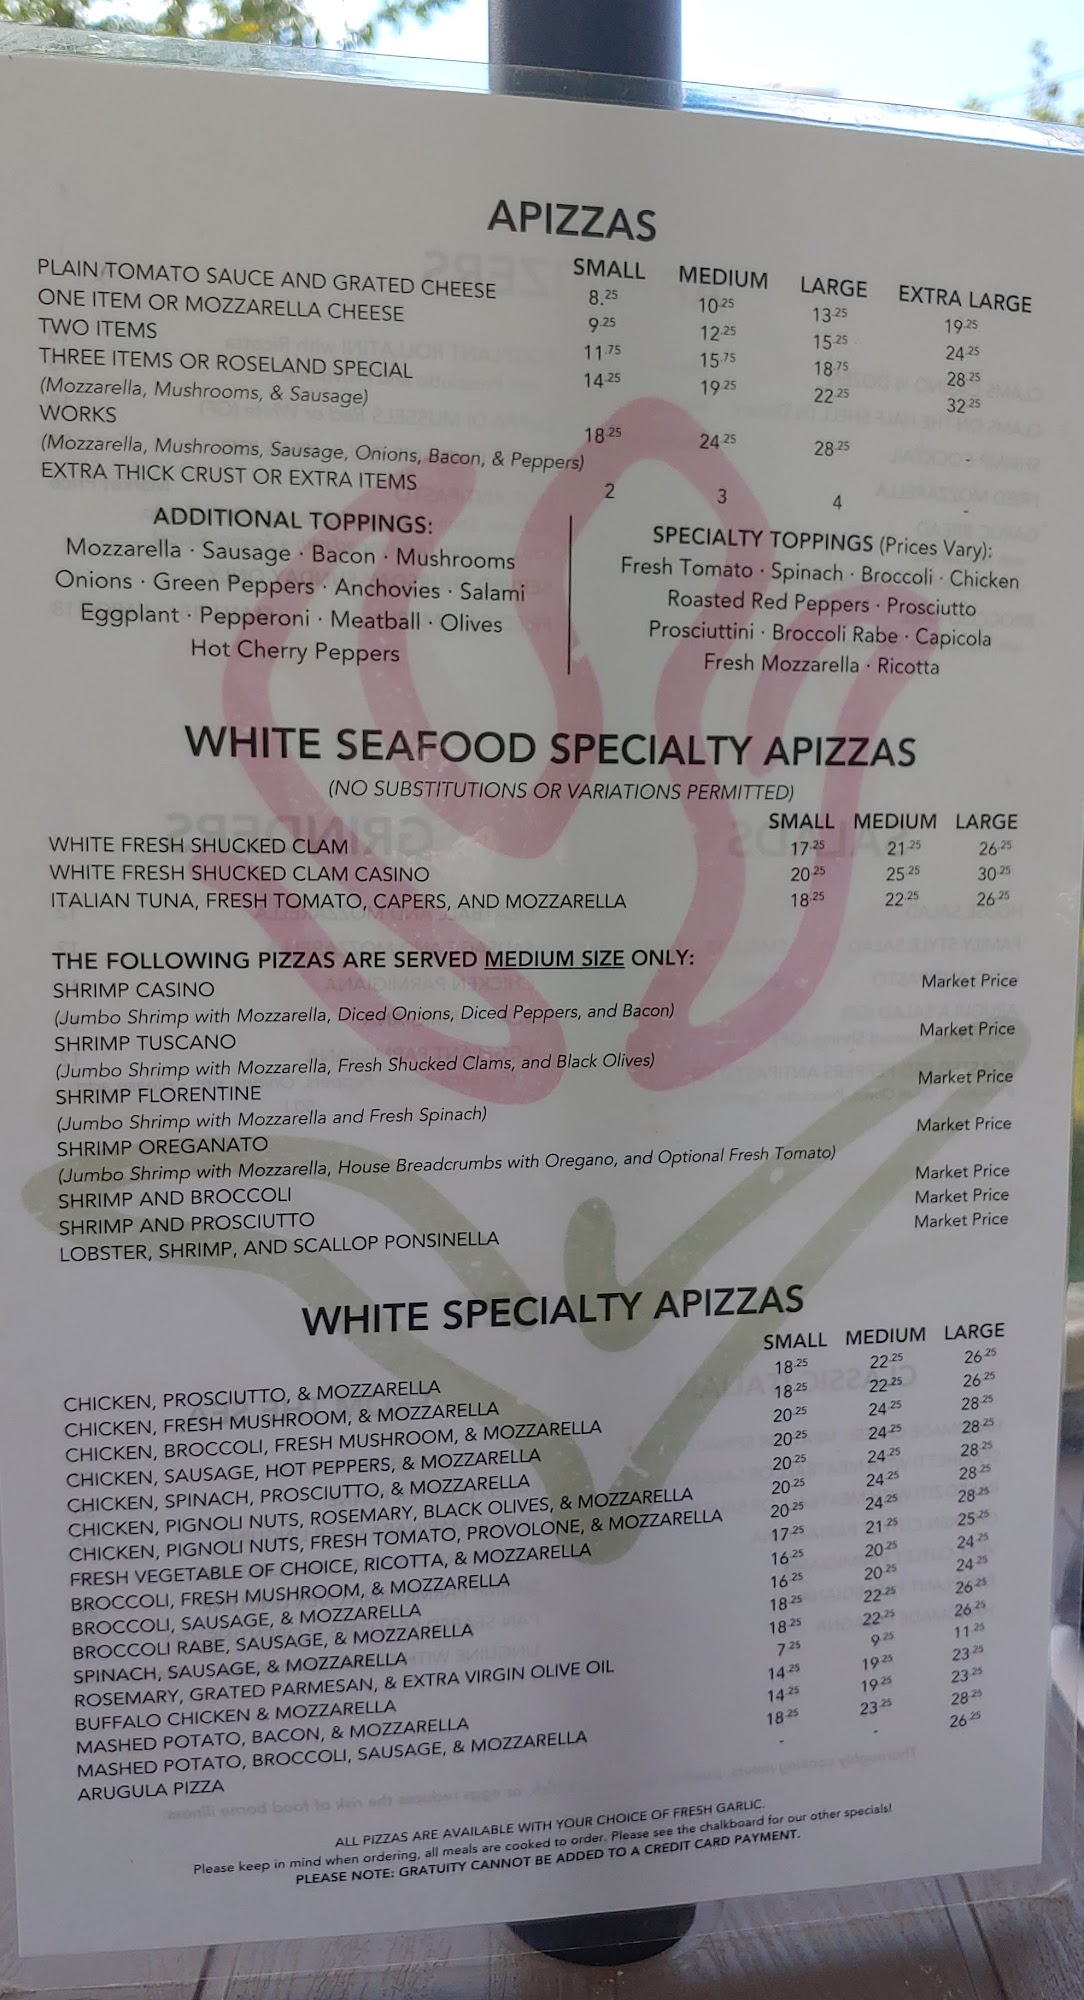 APIZZAS
SMALL MEDIUM LARGE EXTRA LARGE
PLAIN TOMATO SAUCE AND GRATED CHEESE 8.25 10.25 13.25 19.25
ONE ITEM OR MOZZARELLA CHEESE 9.25 12.25 15.25 24.25
TWO ITEMS 11.75 15.75 18.75 28.25
THREE ITEMS OR ROSELAND SPECIAL 14.25 19.25 22.25 32.25
(Mozzarella, Mushrooms, & Sausage)
WORKS 18.25 24.25 28.25 -
(Mozzarella, Mushrooms, Sausage, Onions, Bacon, & Peppers)
EXTRA THICK CRUST OR EXTRA ITEMS 2 3 4 -
ADDITIONAL TOPPINGS:
Mozzarella · Sausage · Bacon · Mushrooms
Onions · Green Peppers · Anchovies · Salami
Eggplant · Pepperoni · Meatball · Olives
Hot Cherry Peppers
SPECIALTY TOPPINGS (Prices Vary):
Fresh Tomato · Spinach · Broccoli · Chicken
Roasted Red Peppers · Prosciutto
Prosciuttini · Broccoli Rabe · Capicola
Fresh Mozzarella · Ricotta
WHITE SEAFOOD SPECIALTY APIZZAS
(NO SUBSTITUTIONS OR VARIATIONS PERMITTED)
SMALL MEDIUM LARGE
WHITE FRESH SHUCKED CLAM 17.25 21.25 26.25
WHITE FRESH SHUCKED CLAM CASINO 20.25 25.25 30.25
ITALIAN TUNA, FRESH TOMATO, CAPERS, AND MOZZARELLA 18.25 22.25 26.25
THE FOLLOWING PIZZAS ARE SERVED MEDIUM SIZE ONLY:
SHRIMP CASINO Market Price
(Jumbo Shrimp with Mozzarella, Diced Onions, Diced Peppers, and Bacon)
SHRIMP TUSCANO Market Price
(Jumbo Shrimp with Mozzarella, Fresh Shucked Clams, and Black Olives)
SHRIMP FLORENTINE Market Price
(Jumbo Shrimp with Mozzarella and Fresh Spinach)
SHRIMP OREGANATO Market Price
(Jumbo Shrimp with Mozzarella, House Breadcrumbs with Oregano, and Optional Fresh Tomato)
SHRIMP AND BROCCOLI Market Price
SHRIMP AND PROSCIUTTO Market Price
LOBSTER, SHRIMP, AND SCALLOP PONSINELLA Market Price
WHITE SPECIALTY APIZZAS
SMALL MEDIUM LARGE
CHICKEN, PROSCIUTTO, & MOZZARELLA 18.25 22.25 26.25
CHICKEN, FRESH MUSHROOM, & MOZZARELLA 18.25 22.25 26.25
CHICKEN, BROCCOLI, FRESH MUSHROOM, & MOZZARELLA 20.25 24.25 28.25
CHICKEN, SAUSAGE, HOT PEPPERS, & MOZZARELLA 20.25 24.25 28.25
CHICKEN, SPINACH, PROSCIUTTO, & MOZZARELLA 20.25 24.25 28.25
CHICKEN, PIGNOLI NUTS, ROSEMARY, BLACK OLIVES, & MOZZARELLA 20.25 24.25 28.25
CHICKEN, PIGNOLI NUTS, FRESH TOMATO, PROVOLONE, & MOZZARELLA 20.25 24.25 28.25
FRESH VEGETABLE OF CHOICE, RICOTTA, & MOZZARELLA 17.25 21.25 25.25
BROCCOLI, FRESH MUSHROOM, & MOZZARELLA 16.25 20.25 24.25
BROCCOLI, SAUSAGE, & MOZZARELLA 16.25 20.25 24.25
BROCCOLI RABE, SAUSAGE, & MOZZARELLA 18.25 22.25 26.25
SPINACH, SAUSAGE, & MOZZARELLA 18.25 22.25 26.25
ROSEMARY, GRATED PARMESAN, & EXTRA VIRGIN OLIVE OIL 7.25 9.25 11.25
BUFFALO CHICKEN & MOZZARELLA 14.25 19.25 23.25
MASHED POTATO, BACON, & MOZZARELLA 14.25 19.25 23.25
MASHED POTATO, BROCCOLI, SAUSAGE, & MOZZARELLA 18.25 23.25 28.25
ARUGULA PIZZA - - 26.25
ALL PIZZAS ARE AVAILABLE WITH YOUR CHOICE OF FRESH GARLIC.
Please keep in mind when ordering, all meals are cooked to order. Please see the chalkboard for our other specials!
PLEASE NOTE: GRATUITY CANNOT BE ADDED TO A CREDIT CARD PAYMENT.